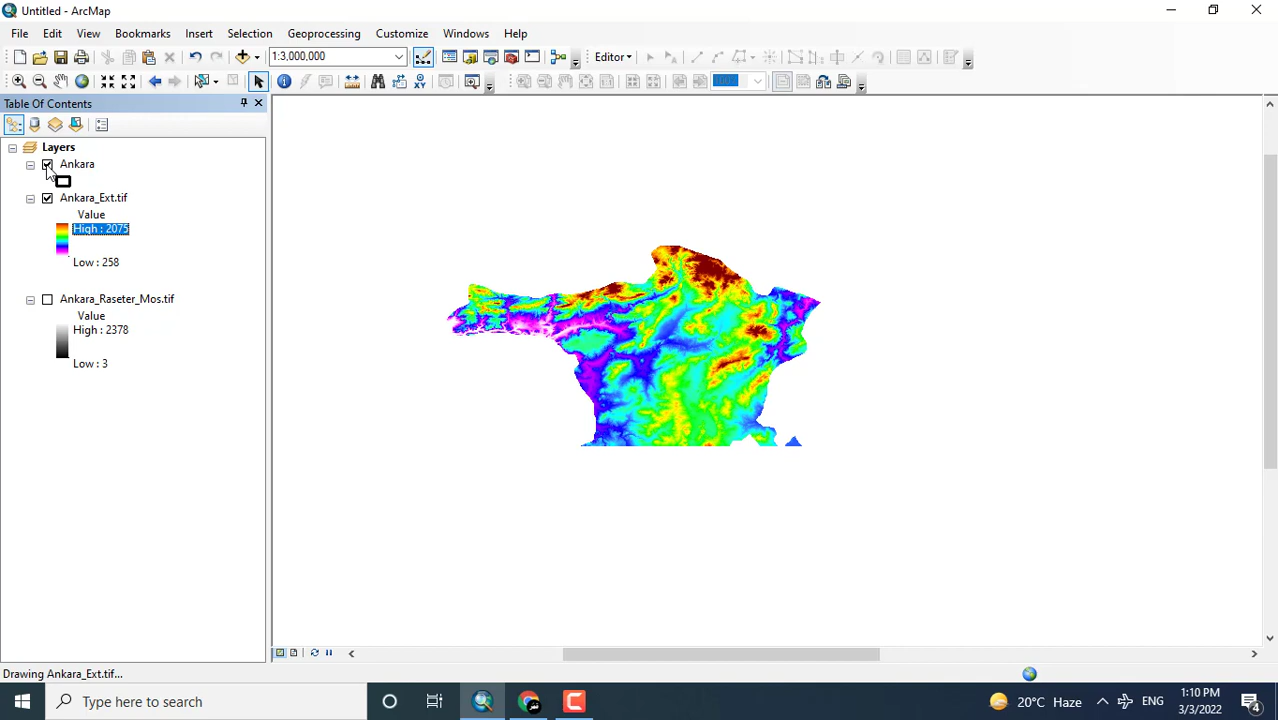 Untitled - ArcMap
File Edit View Bookmarks Insert Selection Geoprocessing Customize Windows Help
1:3,000,000 Editor
Table Of Contents
Layers
Ankara
Ankara_Ext.tif
Value
High : 2075
Low : 258
Ankara_Raseter_Mos.tif
Value
High : 2378
Low : 3
Drawing Ankara_Ext.tif...
Type here to search
20°C Haze
ENG
1:10 PM
3/3/2022
4